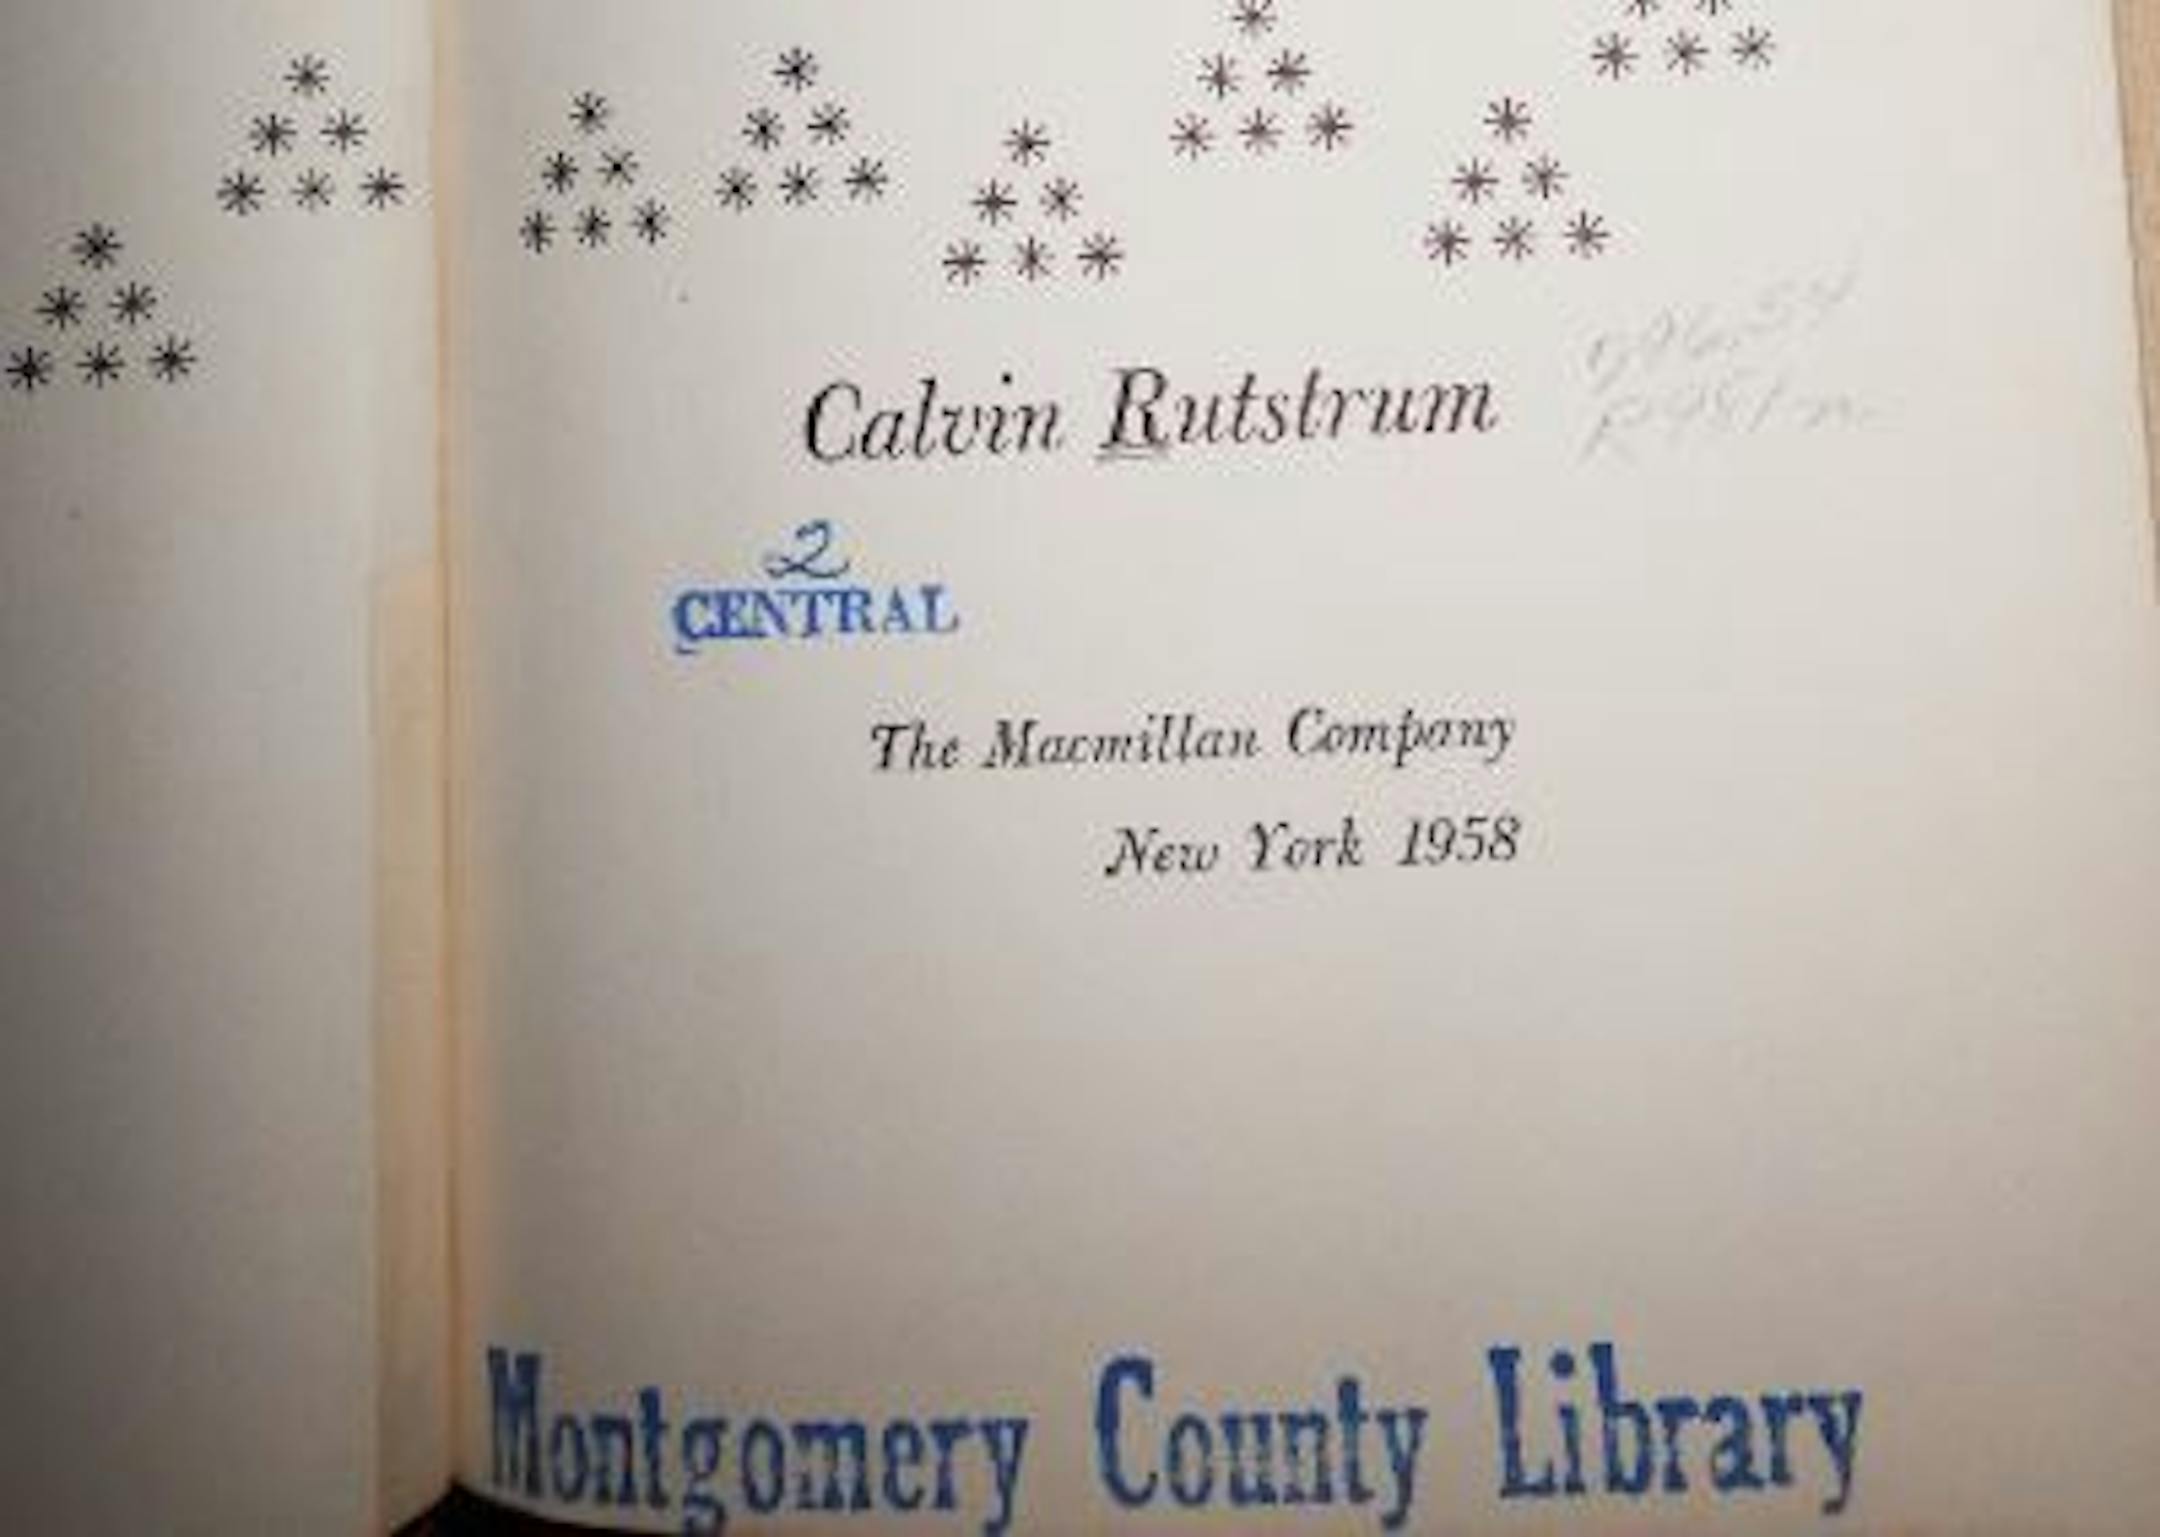 Calvin Rutstrum
2
CENTRAL
The Macmillan Company
New York 1958
Montgomery County Library